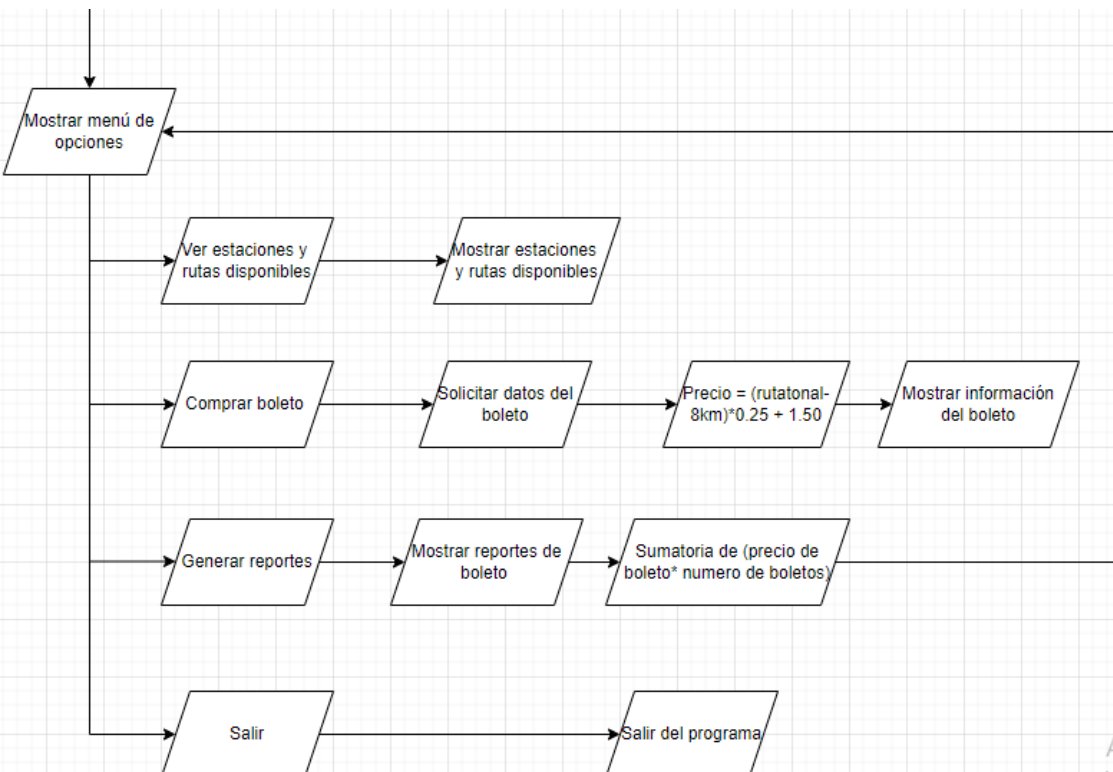 Mostrar menú de
opciones
Ver estaciones y
rutas disponibles
Mostrar estaciones
y rutas disponibles
Comprar boleto
Solicitar datos del
boleto
Precio = (rutatonal-
8km)*0.25 + 1.50
Mostrar información
del boleto
Generar reportes
Mostrar reportes de
boleto
Sumatoria de (precio de
boleto* numero de boletos)
Salir
Salir del programa